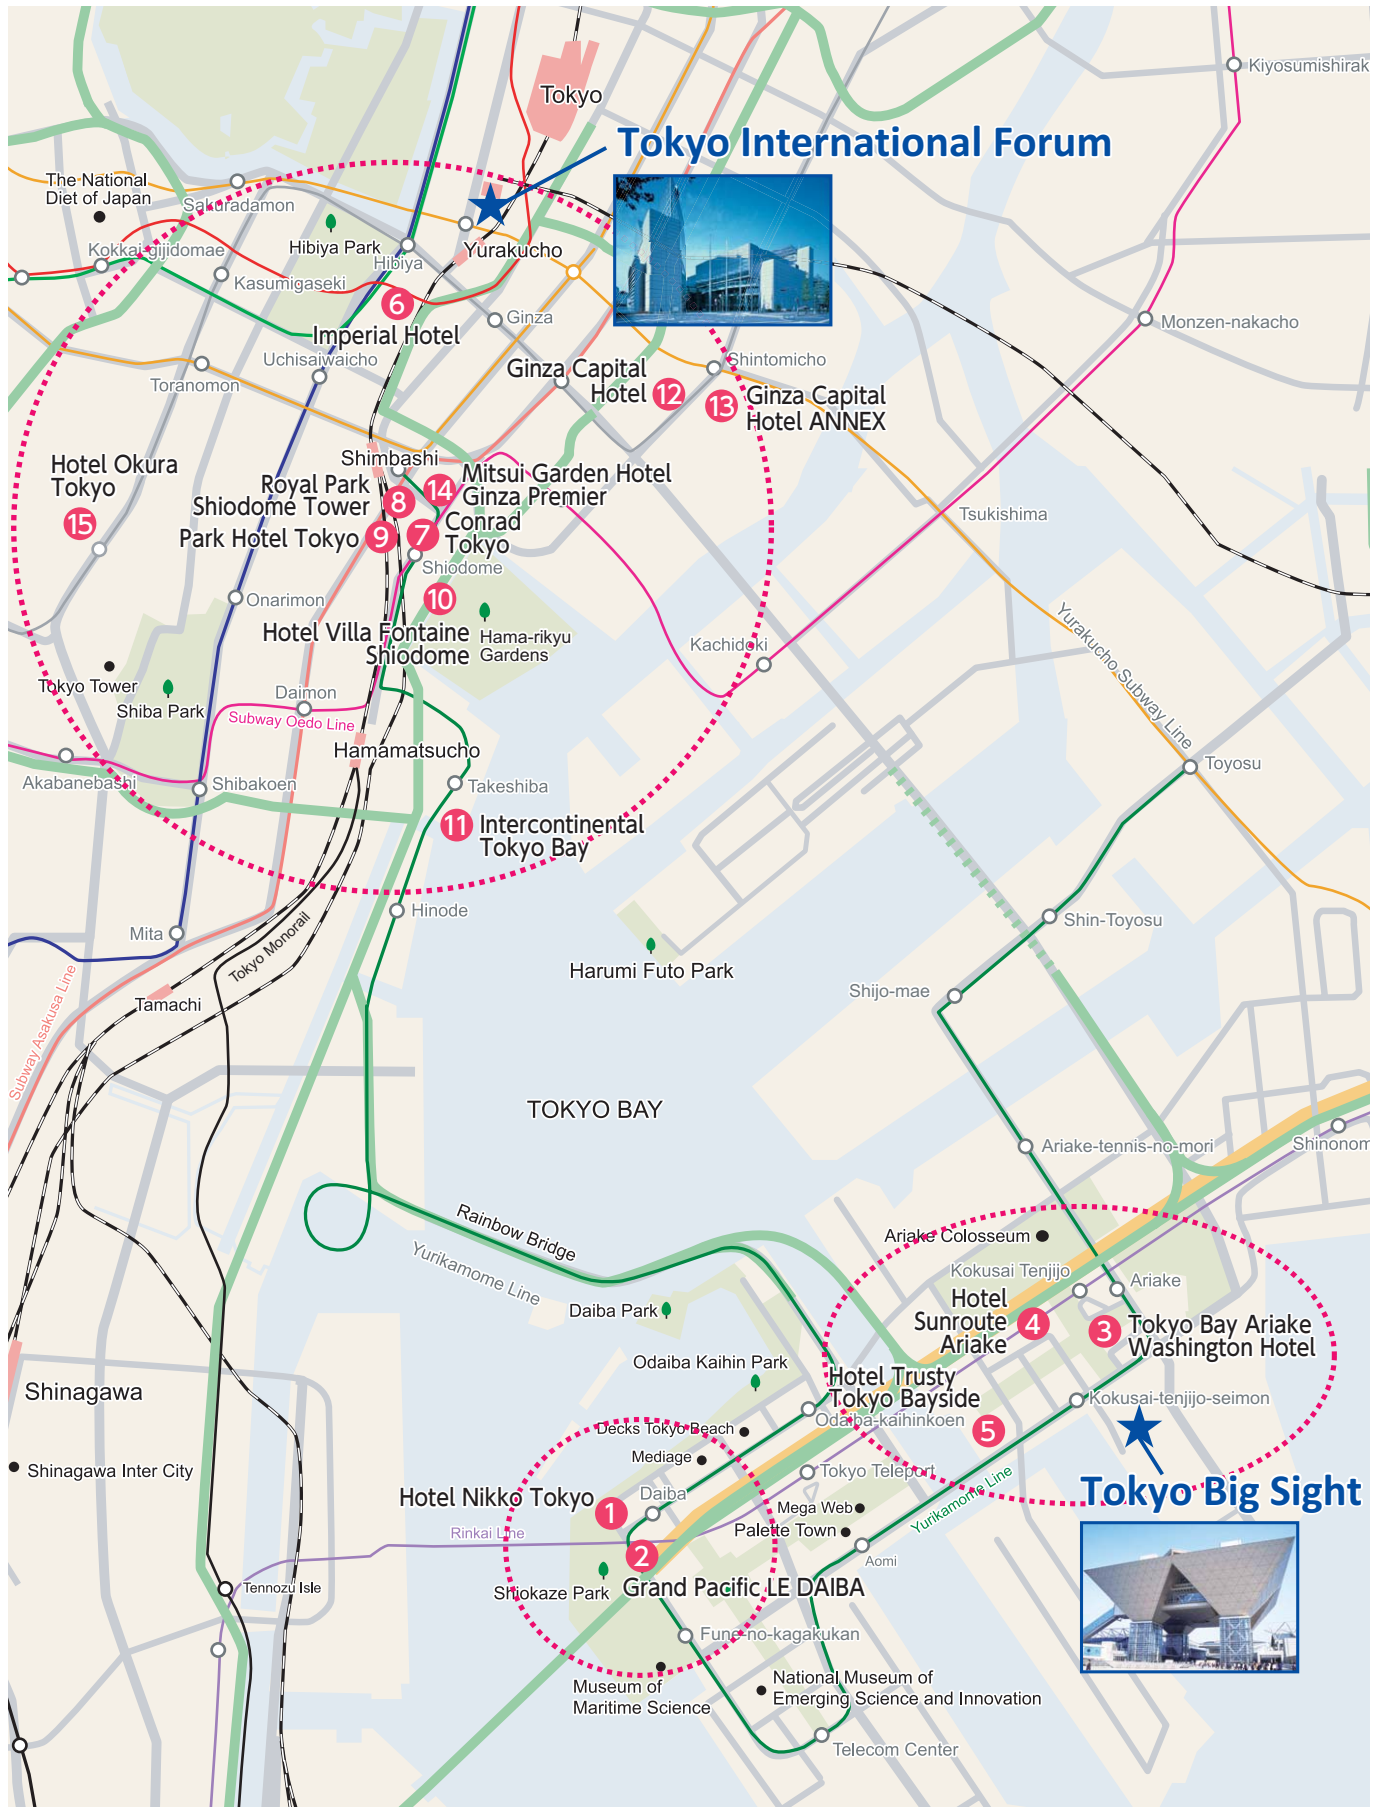 Kiyosumishirak
Tokyo
Tokyo International Forum
The National
Diet of Japan
Sakuradamon
Hibiya Park
Kokkai-gijidomae
Hibiya
Yurakucho
Kasumigaseki
6
Imperial Hotel
Ginza
Monzen-nakacho
Uchisaiwaicho
Toranomon
Shintomicho
Ginza Capital
Hotel
12
13
Ginza Capital
Hotel ANNEX
Hotel Okura
Tokyo
15
Shimbashi
Royal Park
Shiodome Tower
8
14
Mitsui Garden Hotel
Ginza Premier
Park Hotel Tokyo
9
7
Conrad
Tokyo
Tsukishima
Shiodome
10
Onarimon
Hotel Villa Fontaine
Shiodome
Hama-rikyu
Gardens
Kachidoki
Yurakucho Subway Line
Tokyo Tower
Shiba Park
Daimon
Subway Oedo Line
Hamamatsucho
Toyosu
Akabanebashi
Shibakoen
Takeshiba
11
Intercontinental
Tokyo Bay
Hinode
Shin-Toyosu
Mita
Tokyo Monorail
Harumi Futo Park
Shijo-mae
Subway Asakusa Line
Tamachi
TOKYO BAY
Ariake-tennis-no-mori
Shinonom
Rainbow Bridge
Yurikamome Line
Ariake Colosseum
Kokusai Tenjijo
Ariake
Daiba Park
Hotel
Sunroute
Ariake
4
3
Tokyo Bay Ariake
Washington Hotel
Odaiba Kaihin Park
Shinagawa
Hotel Trusty
Tokyo Bayside
Odaiba-kaihinkoen
5
Kokusai-tenjijo-seimon
Decks Tokyo Beach
Mediage
Shinagawa Inter City
Tokyo Teleport
Tokyo Big Sight
Hotel Nikko Tokyo
1
Daiba
Mega Web
Palette Town
Yurikamome Line
Rinkai Line
2
Aomi
Tennozu Isle
Shiokaze Park
Grand Pacific LE DAIBA
Fune-no-kagakukan
Museum of
Maritime Science
National Museum of
Emerging Science and Innovation
Telecom Center